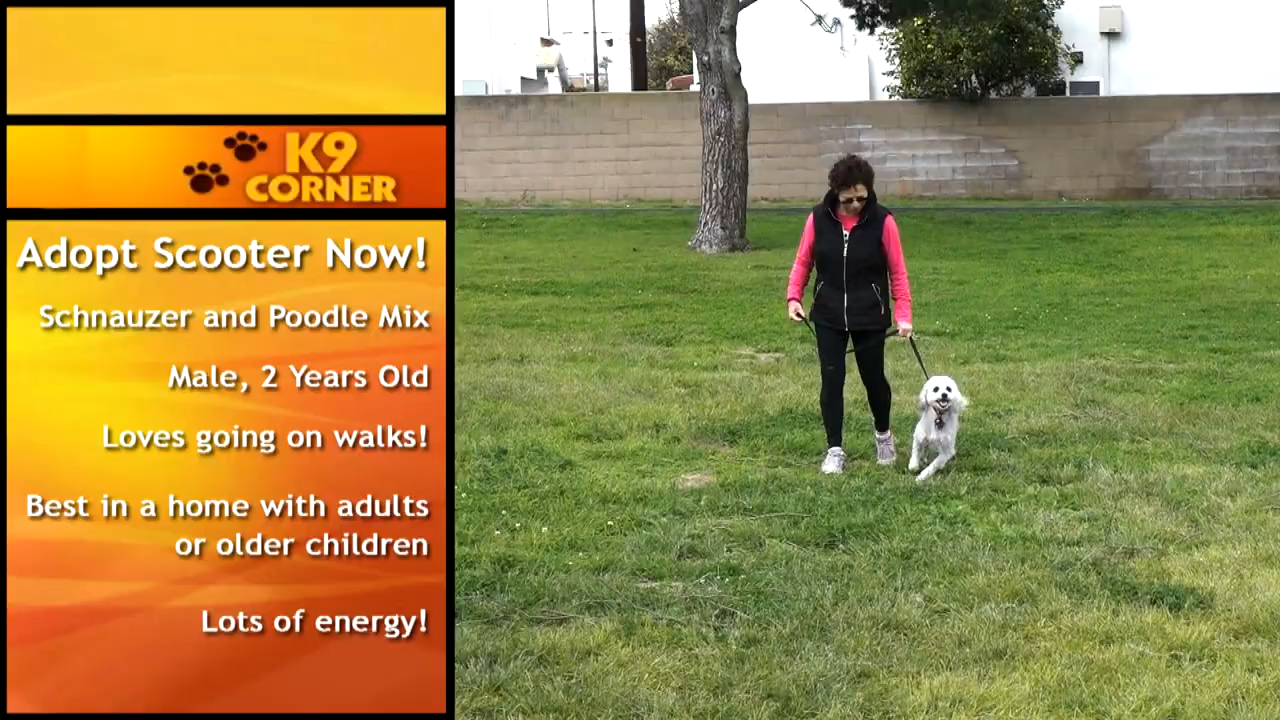 K9
CORNER
Adopt Scooter Now!
Schnauzer and Poodle Mix
Male, 2 Years Old
Loves going on walks!
Best in a home with adults
or older children
Lots of energy!